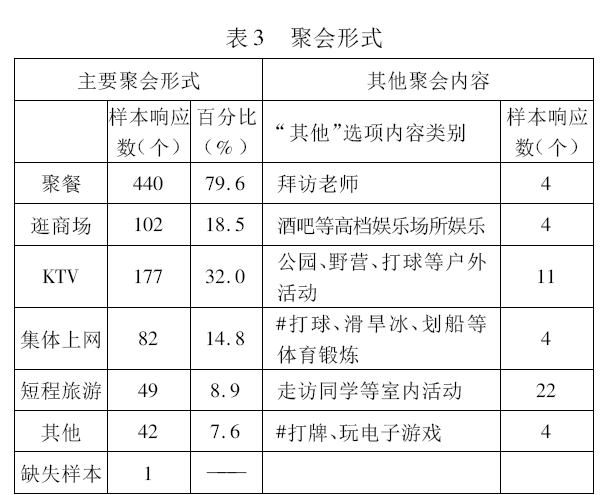 表3 聚会形式
主要聚会形式 其他聚会内容
样本响应数(个) 百分比(%) “其他”选项内容类别 样本响应数(个)
聚餐 440 79.6 拜访老师 4
逛商场 102 18.5 酒吧等高档娱乐场所娱乐 4
KTV 177 32.0 公园、野营、打球等户外活动 11
集体上网 82 14.8 #打球、滑旱冰、划船等体育锻炼 4
短程旅游 49 8.9 走访同学等室内活动 22
其他 42 7.6 #打牌、玩电子游戏 4
缺失样本 1 ——